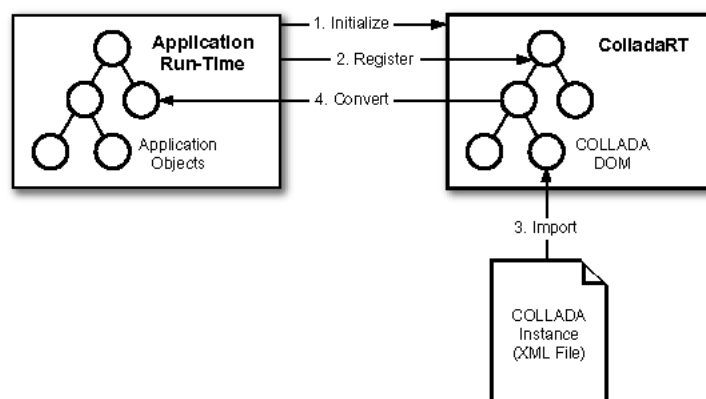 Application
Run-Time
Application
Objects
1. Initialize
2. Register
4. Convert
ColladaRT
COLLADA
DOM
3. Import
COLLADA
Instance
(XML File)